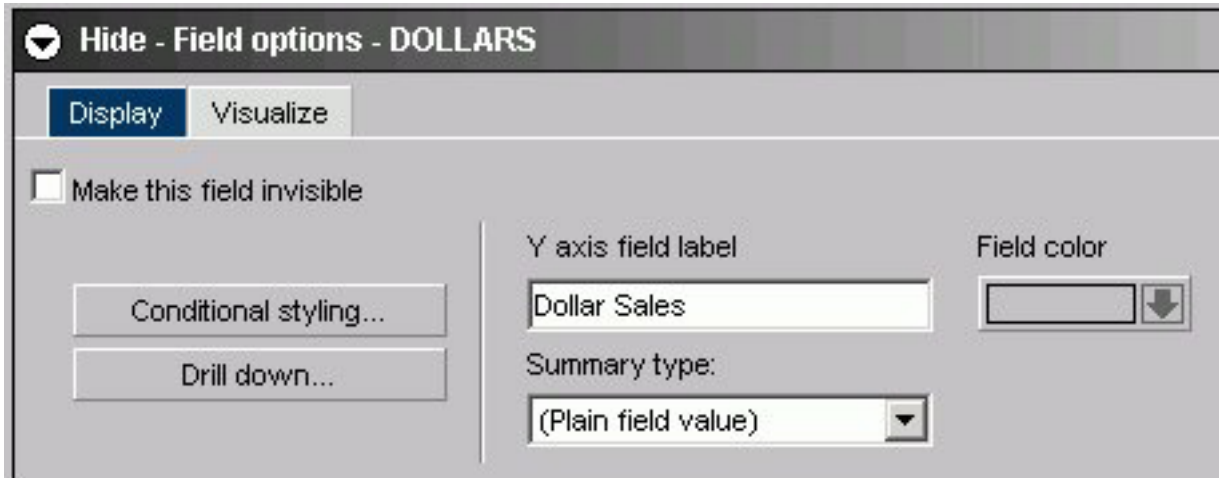 Hide - Field options - DOLLARS
Display Visualize
Make this field invisible
Y axis field label Field color
Conditional styling...
Dollar Sales
Drill down...
Summary type:
(Plain field value)